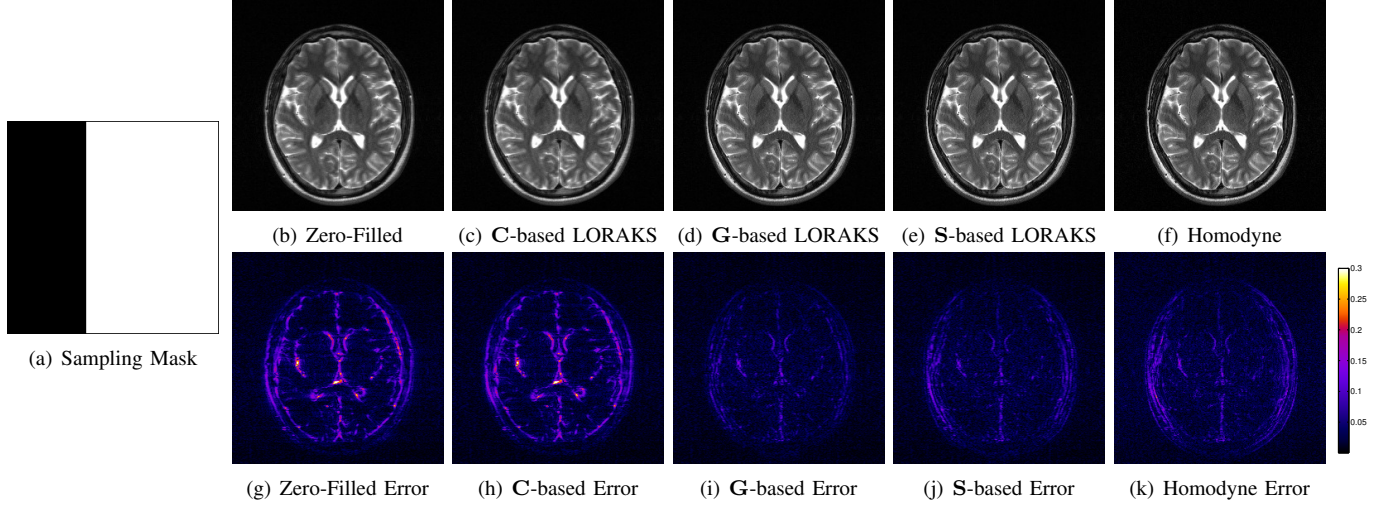 (b) Zero-Filled
(c) C-based LORAKS
(d) G-based LORAKS
(e) S-based LORAKS
(f) Homodyne
(a) Sampling Mask
0.3
0.25
0.2
0.15
0.1
0.05
(g) Zero-Filled Error
(h) C-based Error
(i) G-based Error
(j) S-based Error
(k) Homodyne Error